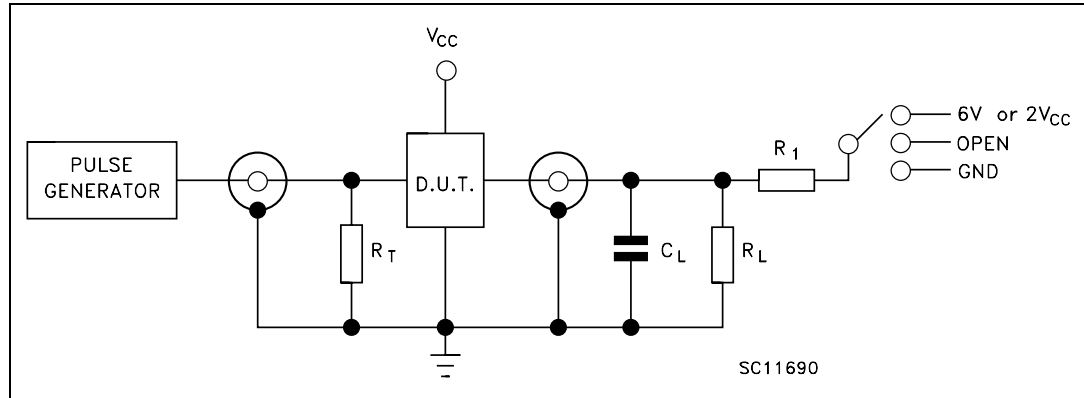 VCC
PULSE
GENERATOR
D.U.T.
RT
CL
RL
R1
6V or 2VCC
OPEN
GND
SC11690